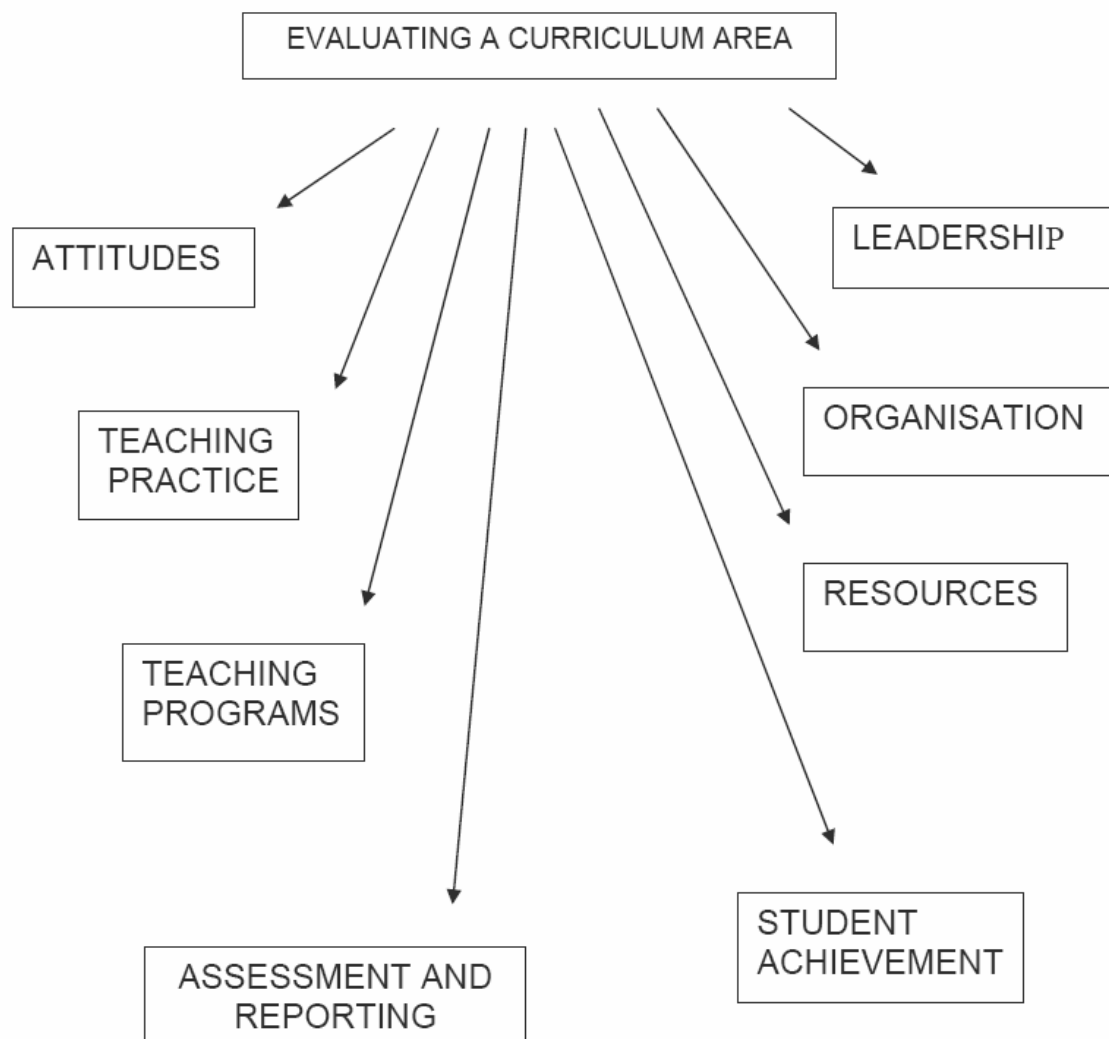 EVALUATING A CURRICULUM AREA
ATTITUDES
LEADERSHIP
TEACHING
PRACTICE
ORGANISATION
RESOURCES
TEACHING
PROGRAMS
STUDENT
ACHIEVEMENT
ASSESSMENT AND
REPORTING